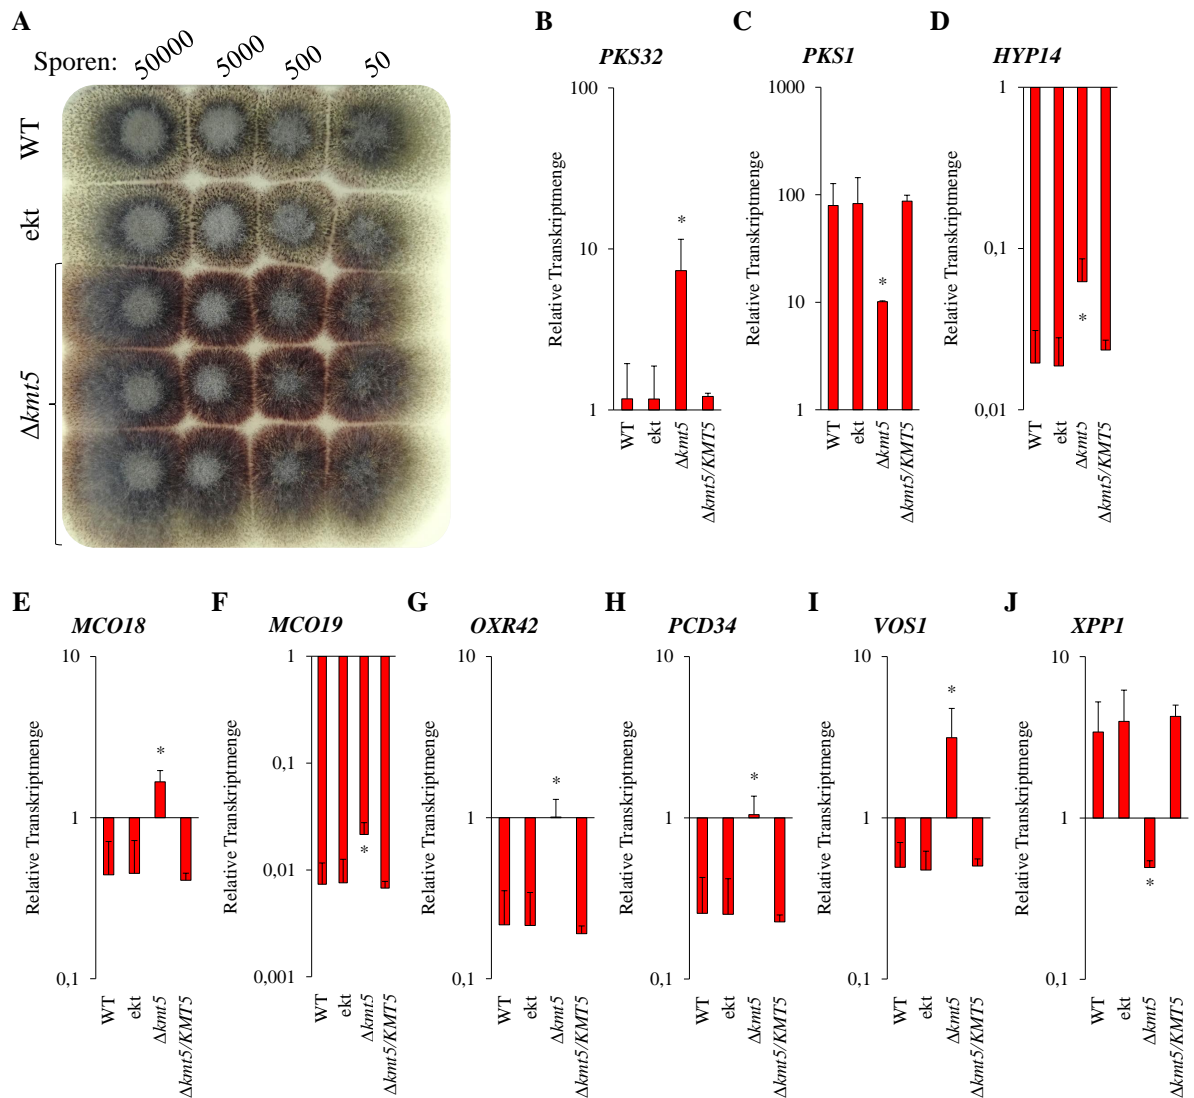 A
Sporen: 50000 5000 500 50
WT
ekt
Δkmt5
B
PKS32
Relative Transkriptmenge
100
10
1
*
WT
ekt
Δkmt5
Δkmt5/KMT5
C
PKS1
Relative Transkriptmenge
1000
100
10
1
*
WT
ekt
Δkmt5
Δkmt5/KMT5
D
HYP14
Relative Transkriptmenge
1
0,1
0,01
*
WT
ekt
Δkmt5
Δkmt5/KMT5
E
MCO18
Relative Transkriptmenge
10
1
0,1
*
WT
ekt
Δkmt5
Δkmt5/KMT5
F
MCO19
Relative Transkriptmenge
1
0,1
0,01
0,001
*
WT
ekt
Δkmt5
Δkmt5/KMT5
G
OXR42
Relative Transkriptmenge
10
1
0,1
*
WT
ekt
Δkmt5
Δkmt5/KMT5
H
PCD34
Relative Transkriptmenge
10
1
0,1
*
WT
ekt
Δkmt5
Δkmt5/KMT5
I
VOS1
Relative Transkriptmenge
10
1
0,1
*
WT
ekt
Δkmt5
Δkmt5/KMT5
J
XPP1
Relative Transkriptmenge
10
1
0,1
*
WT
ekt
Δkmt5
Δkmt5/KMT5